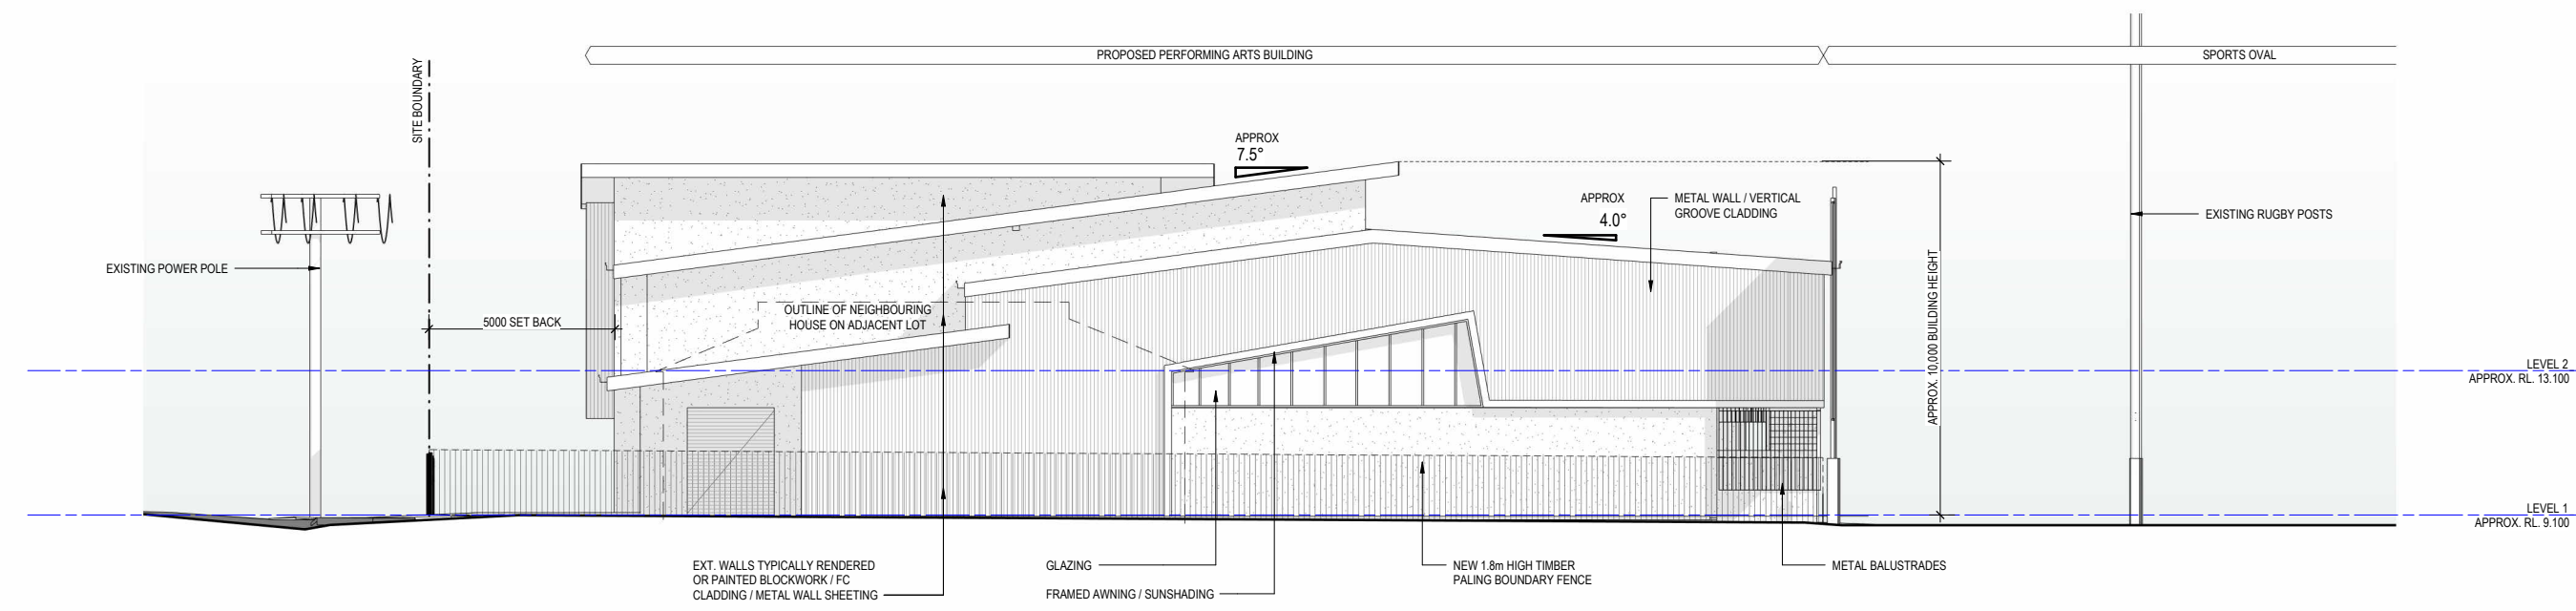 PROPOSED PERFORMING ARTS BUILDING
SPORTS OVAL
SITE BOUNDARY
APPROX
7.5°
APPROX
4.0°
METAL WALL / VERTICAL
GROOVE CLADDING
EXISTING RUGBY POSTS
EXISTING POWER POLE
5000 SET BACK
OUTLINE OF NEIGHBOURING
HOUSE ON ADJACENT LOT
APPROX. 10,000 BUILDING HEIGHT
LEVEL 2
APPROX. RL. 13.100
LEVEL 1
APPROX. RL. 9.100
EXT. WALLS TYPICALLY RENDERED
OR PAINTED BLOCKWORK / FC
CLADDING / METAL WALL SHEETING
GLAZING
FRAMED AWNING / SUNSHADING
NEW 1.8m HIGH TIMBER
PALING BOUNDARY FENCE
METAL BALUSTRADES